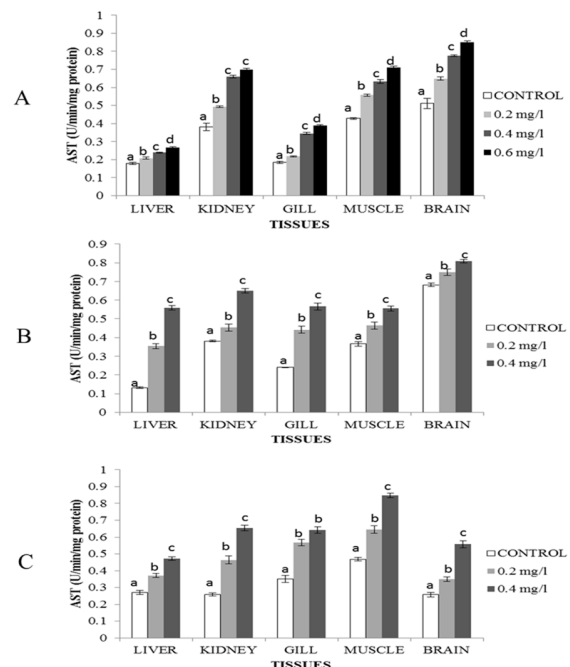 A
AST (U/min/mg protein)
1
0.9
0.8
0.7
0.6
0.5
0.4
0.3
0.2
0.1
0
a b c d
a b c c
a b c d
a b c d
a b c d
LIVER KIDNEY GILL MUSCLE BRAIN
TISSUES
CONTROL
0.2 mg/l
0.4 mg/l
0.6 mg/l
B
AST (U/min/mg protein)
0.9
0.8
0.7
0.6
0.5
0.4
0.3
0.2
0.1
0
a b c
a b c
a b c
a b c
a b c
LIVER KIDNEY GILL MUSCLE BRAIN
TISSUES
CONTROL
0.2 mg/l
0.4 mg/l
C
AST (U/min/mg protein)
1
0.9
0.8
0.7
0.6
0.5
0.4
0.3
0.2
0.1
0
a b c
a b c
a b b
a b c
a b c
LIVER KIDNEY GILL MUSCLE BRAIN
TISSUES
CONTROL
0.2 mg/l
0.4 mg/l